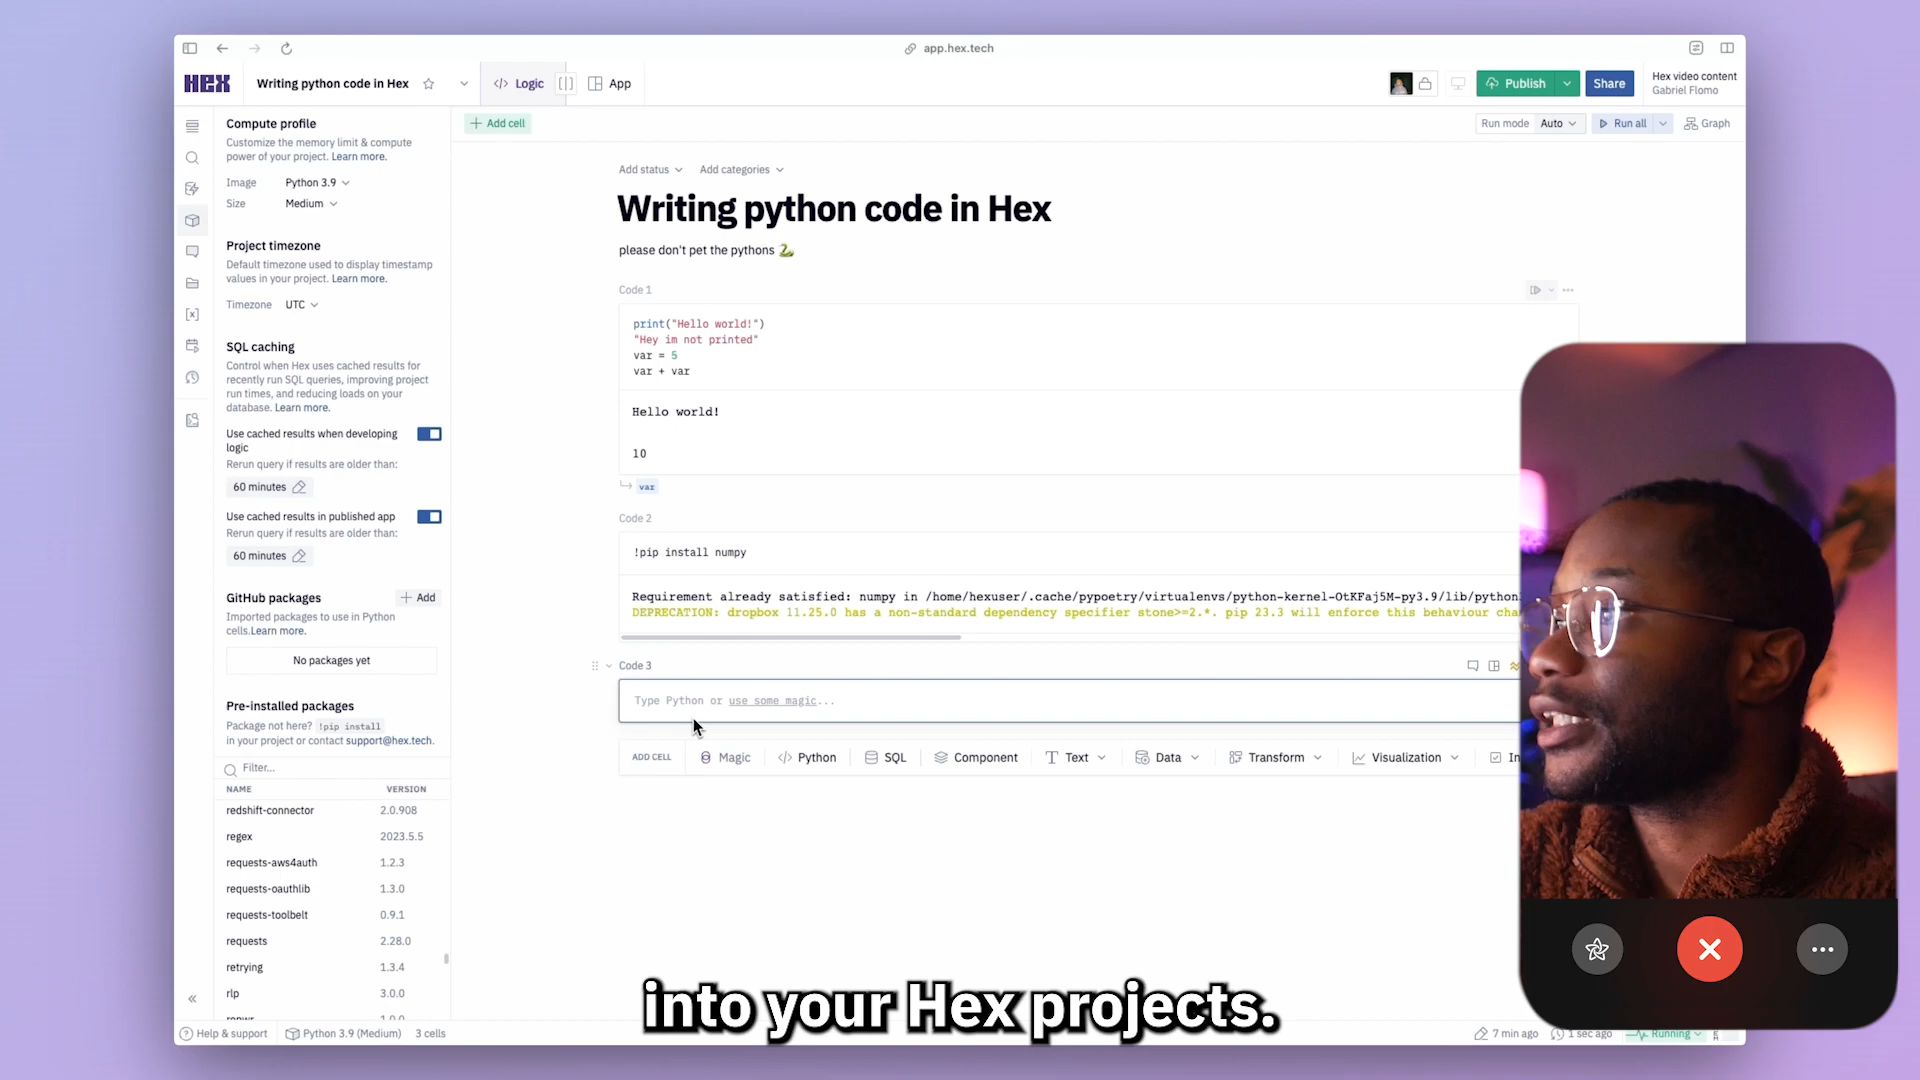 app.hex.tech
HEX
Writing python code in Hex
Logic
App
Publish
Share
Hex video content
Gabriel Flomo
Compute profile
Customize the memory limit & compute
power of your project. Learn more.
Image Python 3.9
Size Medium
Project timezone
Default timezone used to display timestamp
values in your project. Learn more.
Timezone UTC
SQL caching
Control when Hex uses cached results for
recently run SQL queries, improving project
run times, and reducing loads on your
database. Learn more.
Use cached results when developing
logic
Rerun query if results are older than:
60 minutes
Use cached results in published app
Rerun query if results are older than:
60 minutes
GitHub packages + Add
Imported packages to use in Python
cells.Learn more.
No packages yet
Pre-installed packages
Package not here? !pip install
in your project or contact support@hex.tech.
Filter...
NAME VERSION
redshift-connector 2.0.908
regex 2023.5.5
requests-aws4auth 1.2.3
requests-oauthlib 1.3.0
requests-toolbelt 0.9.1
requests 2.28.0
retrying 1.3.4
rlp 3.0.0
+ Add cell
Run mode Auto
Run all
Graph
Add status
Add categories
Writing python code in Hex
please don't pet the pythons 🐍
Code 1
print("Hello world!")
"Hey im not printed"
var = 5
var + var
Hello world!
10
var
Code 2
!pip install numpy
Requirement already satisfied: numpy in /home/hexuser/.cache/pypoetry/virtualenvs/python-kernel-OtKFaj5M-py3.9/lib/python
DEPRECATION: dropbox 11.25.0 has a non-standard dependency specifier stone>=2.*. pip 23.3 will enforce this behaviour cha
Code 3
Type Python or use some magic...
ADD CELL
Magic
Python
SQL
Component
Text
Data
Transform
Visualization
In
into your Hex projects.
Help & support
Python 3.9 (Medium)
3 cells
7 min ago
1 sec ago
Running